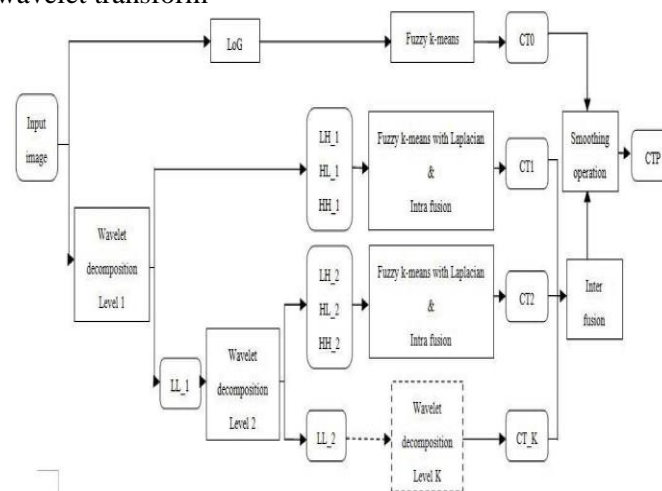 wavelet transform
LoG
Fuzzy k-means
CT0
Input
image
LH_1
HL_1
HH_1
Fuzzy k-means with Laplacian
&
Intra fusion
CT1
Smoothing
operation
CTP
Wavelet
decomposition
Level 1
LH_2
HL_2
HH_2
Fuzzy k-means with Laplacian
&
Intra fusion
CT2
Inter
fusion
LL_1
Wavelet
decomposition
Level 2
LL_2
Wavelet
decomposition
Level K
CT_K